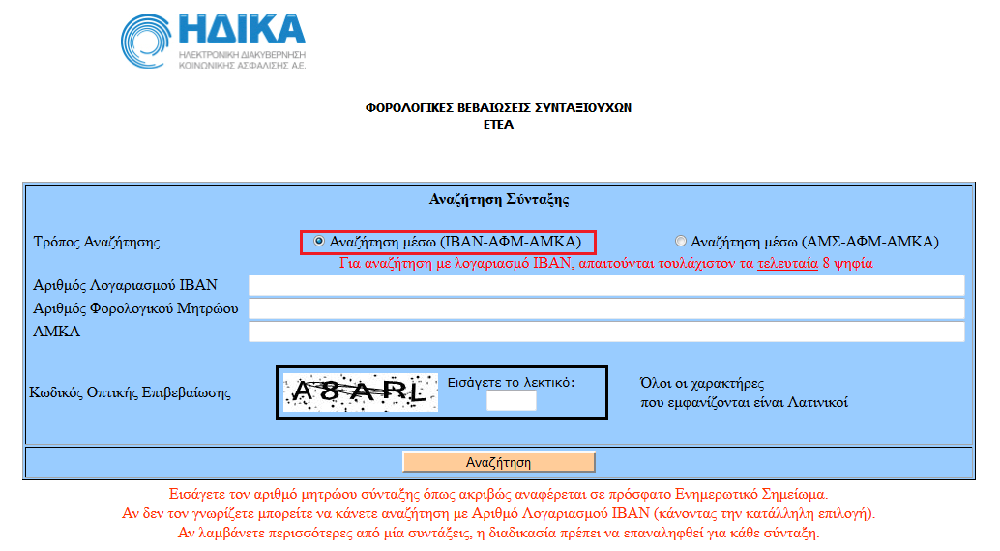 ΗΔΙΚΑ
ΗΛΕΚΤΡΟΝΙΚΗ ΔΙΑΚΥΒΕΡΝΗΣΗ
ΚΟΙΝΩΝΙΚΗΣ ΑΣΦΑΛΙΣΗΣ Α.Ε.
ΦΟΡΟΛΟΓΙΚΕΣ ΒΕΒΑΙΩΣΕΙΣ ΣΥΝΤΑΞΙΟΥΧΩΝ
ΕΤΕΑ
Αναζήτηση Σύνταξης
Τρόπος Αναζήτησης Αναζήτηση μέσω (IBAN-ΑΦΜ-ΑΜΚΑ) Αναζήτηση μέσω (ΑΜΣ-ΑΦΜ-ΑΜΚΑ)
Για αναζήτηση με λογαριασμό IBAN, απαιτούνται τουλάχιστον τα τελευταία 8 ψηφία
Αριθμός Λογαριασμού IBAN
Αριθμός Φορολογικού Μητρώου
ΑΜΚΑ
Κωδικός Οπτικής Επιβεβαίωσης A8ARL Εισάγετε το λεκτικό: Όλοι οι χαρακτήρες
που εμφανίζονται είναι Λατινικοί
Αναζήτηση
Εισάγετε τον αριθμό μητρώου σύνταξης όπως ακριβώς αναφέρεται σε πρόσφατο Ενημερωτικό Σημείωμα.
Αν δεν τον γνωρίζετε μπορείτε να κάνετε αναζήτηση με Αριθμό Λογαριασμού IBAN (κάνοντας την κατάλληλη επιλογή).
Αν λαμβάνετε περισσότερες από μία συντάξεις, η διαδικασία πρέπει να επαναληφθεί για κάθε σύνταξη.